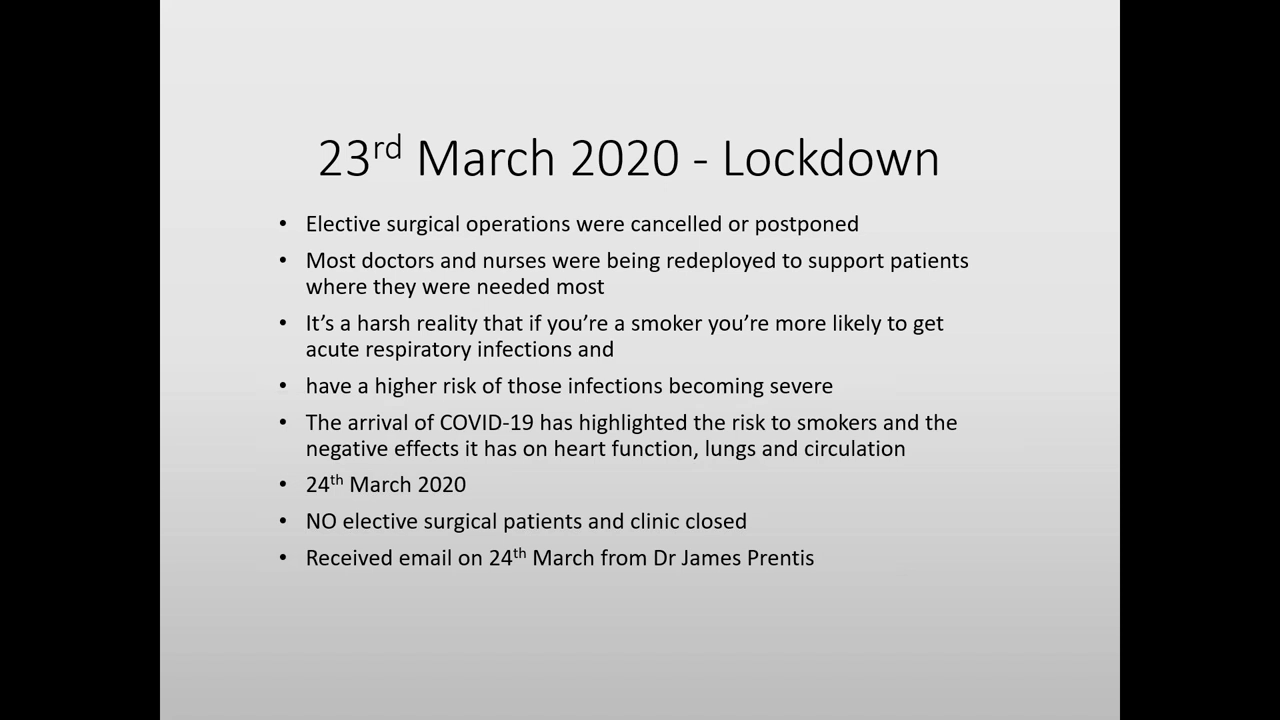 23rd March 2020 - Lockdown
• Elective surgical operations were cancelled or postponed
• Most doctors and nurses were being redeployed to support patients
where they were needed most
• It’s a harsh reality that if you’re a smoker you’re more likely to get
acute respiratory infections and
• have a higher risk of those infections becoming severe
• The arrival of COVID-19 has highlighted the risk to smokers and the
negative effects it has on heart function, lungs and circulation
• 24th March 2020
• NO elective surgical patients and clinic closed
• Received email on 24th March from Dr James Prentis